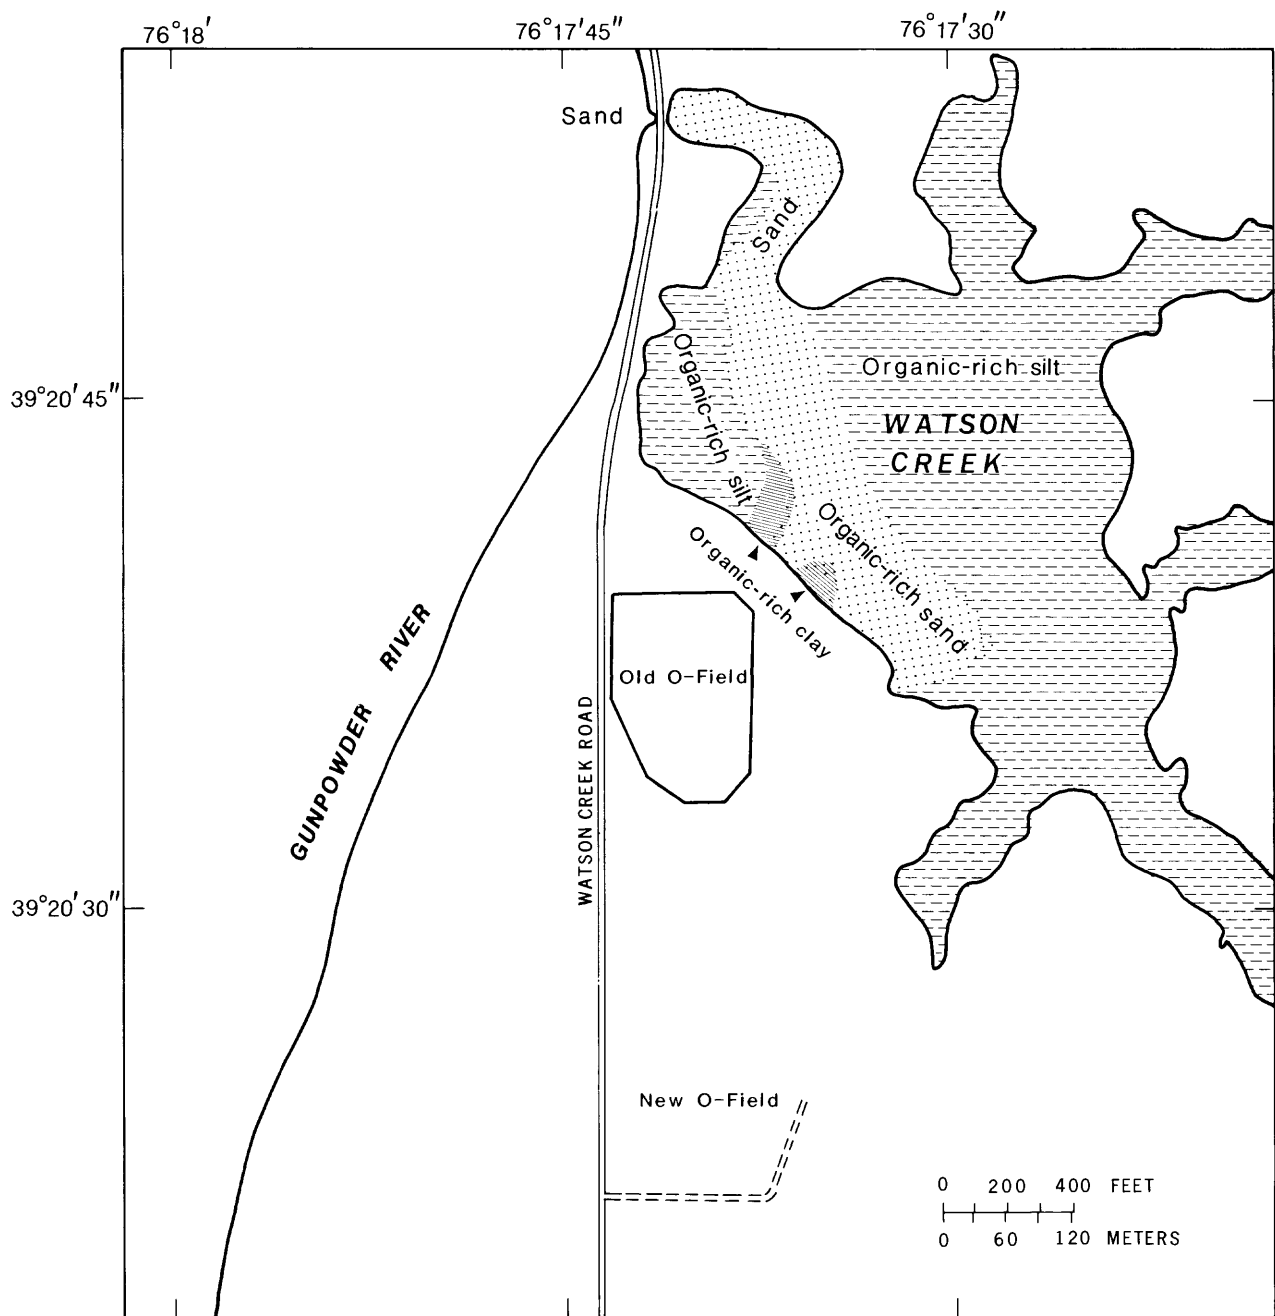 76°18'
76°17'45"
76°17'30"
Sand
Sand
39°20'45"
Organic-rich silt
Organic-rich silt
WATSON
CREEK
Organic-rich sand
Organic-rich clay
GUNPOWDER RIVER
Old O-Field
WATSON CREEK ROAD
39°20'30"
New O-Field
0 200 400 FEET
0 60 120 METERS